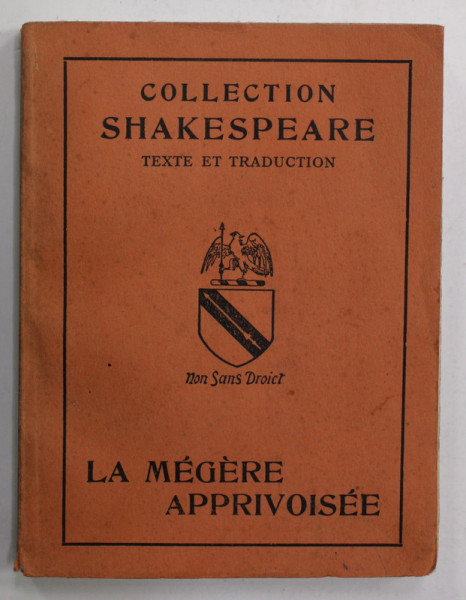 COLLECTION
SHAKESPEARE
TEXTE ET TRADUCTION
Non Sans Droict
LA MÉGÈRE
APPRIVOISÉE